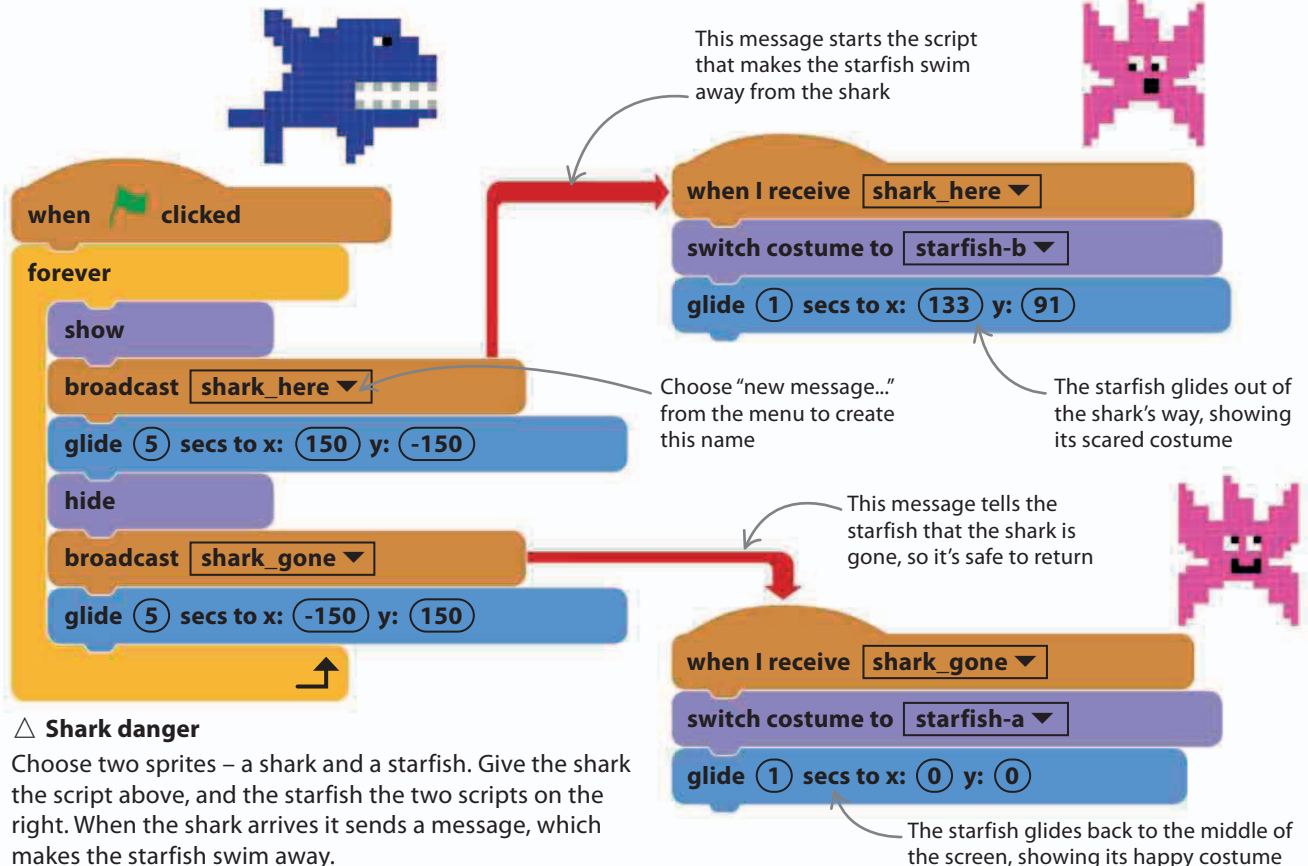 This message starts the script
that makes the starfish swim
away from the shark
when clicked
forever
show
broadcast shark_here
glide 5 secs to x: 150 y: -150
hide
broadcast shark_gone
glide 5 secs to x: -150 y: 150
when I receive shark_here
switch costume to starfish-b
glide 1 secs to x: 133 y: 91
Choose "new message..."
from the menu to create
this name
The starfish glides out of
the shark's way, showing
its scared costume
This message tells the
starfish that the shark is
gone, so it's safe to return
when I receive shark_gone
switch costume to starfish-a
glide 1 secs to x: 0 y: 0
The starfish glides back to the middle of
the screen, showing its happy costume
△ Shark danger
Choose two sprites – a shark and a starfish. Give the shark
the script above, and the starfish the two scripts on the
right. When the shark arrives it sends a message, which
makes the starfish swim away.